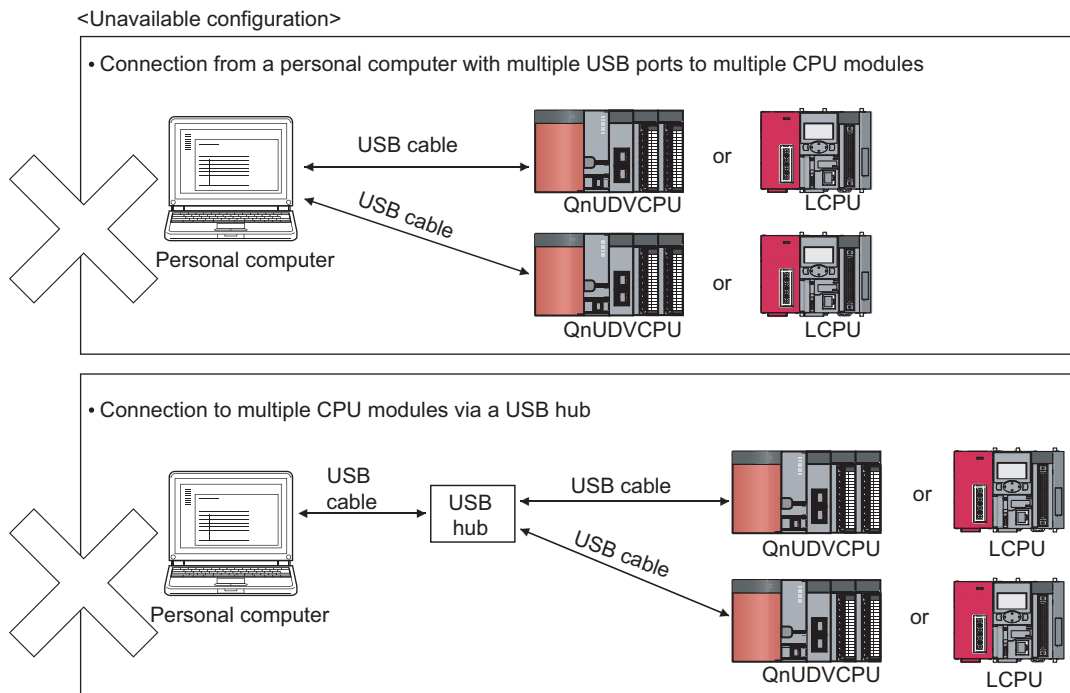 <Unavailable configuration>
• Connection from a personal computer with multiple USB ports to multiple CPU modules
USB cable
or
QnUDVCPU
LCPU
USB cable
Personal computer
or
QnUDVCPU
LCPU
• Connection to multiple CPU modules via a USB hub
USB
cable
USB cable
USB
hub
or
QnUDVCPU
LCPU
USB cable
Personal computer
or
QnUDVCPU
LCPU